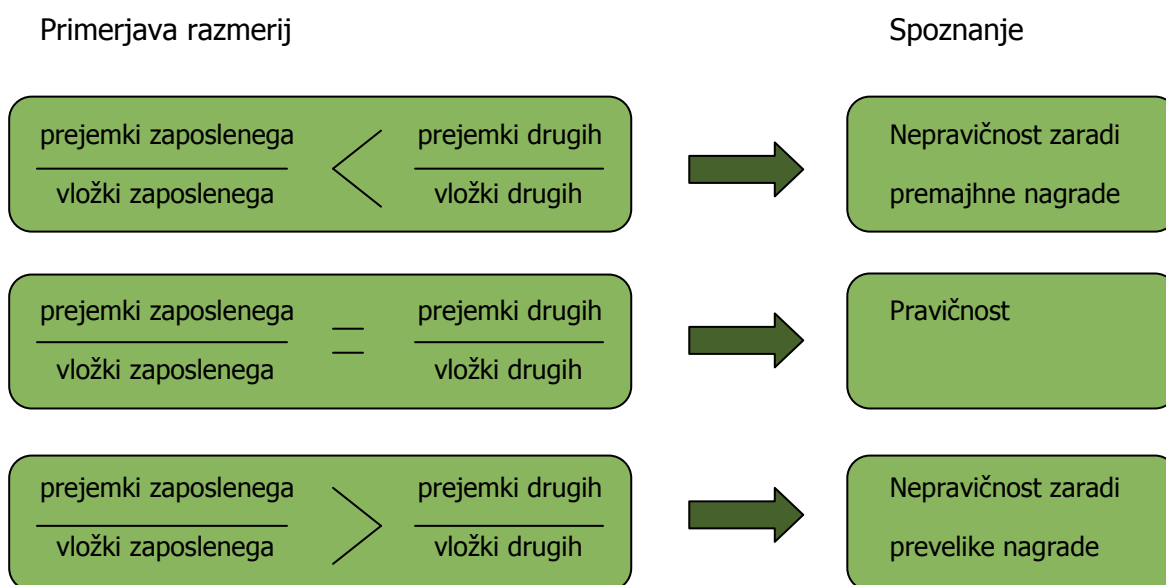 Primerjava razmerij
Spoznanje
prejemki zaposlenega < prejemki drugih
vložki zaposlenega vložki drugih
Nepravičnost zaradi
premajhne nagrade
prejemki zaposlenega = prejemki drugih
vložki zaposlenega vložki drugih
Pravičnost
prejemki zaposlenega > prejemki drugih
vložki zaposlenega vložki drugih
Nepravičnost zaradi
prevelike nagrade